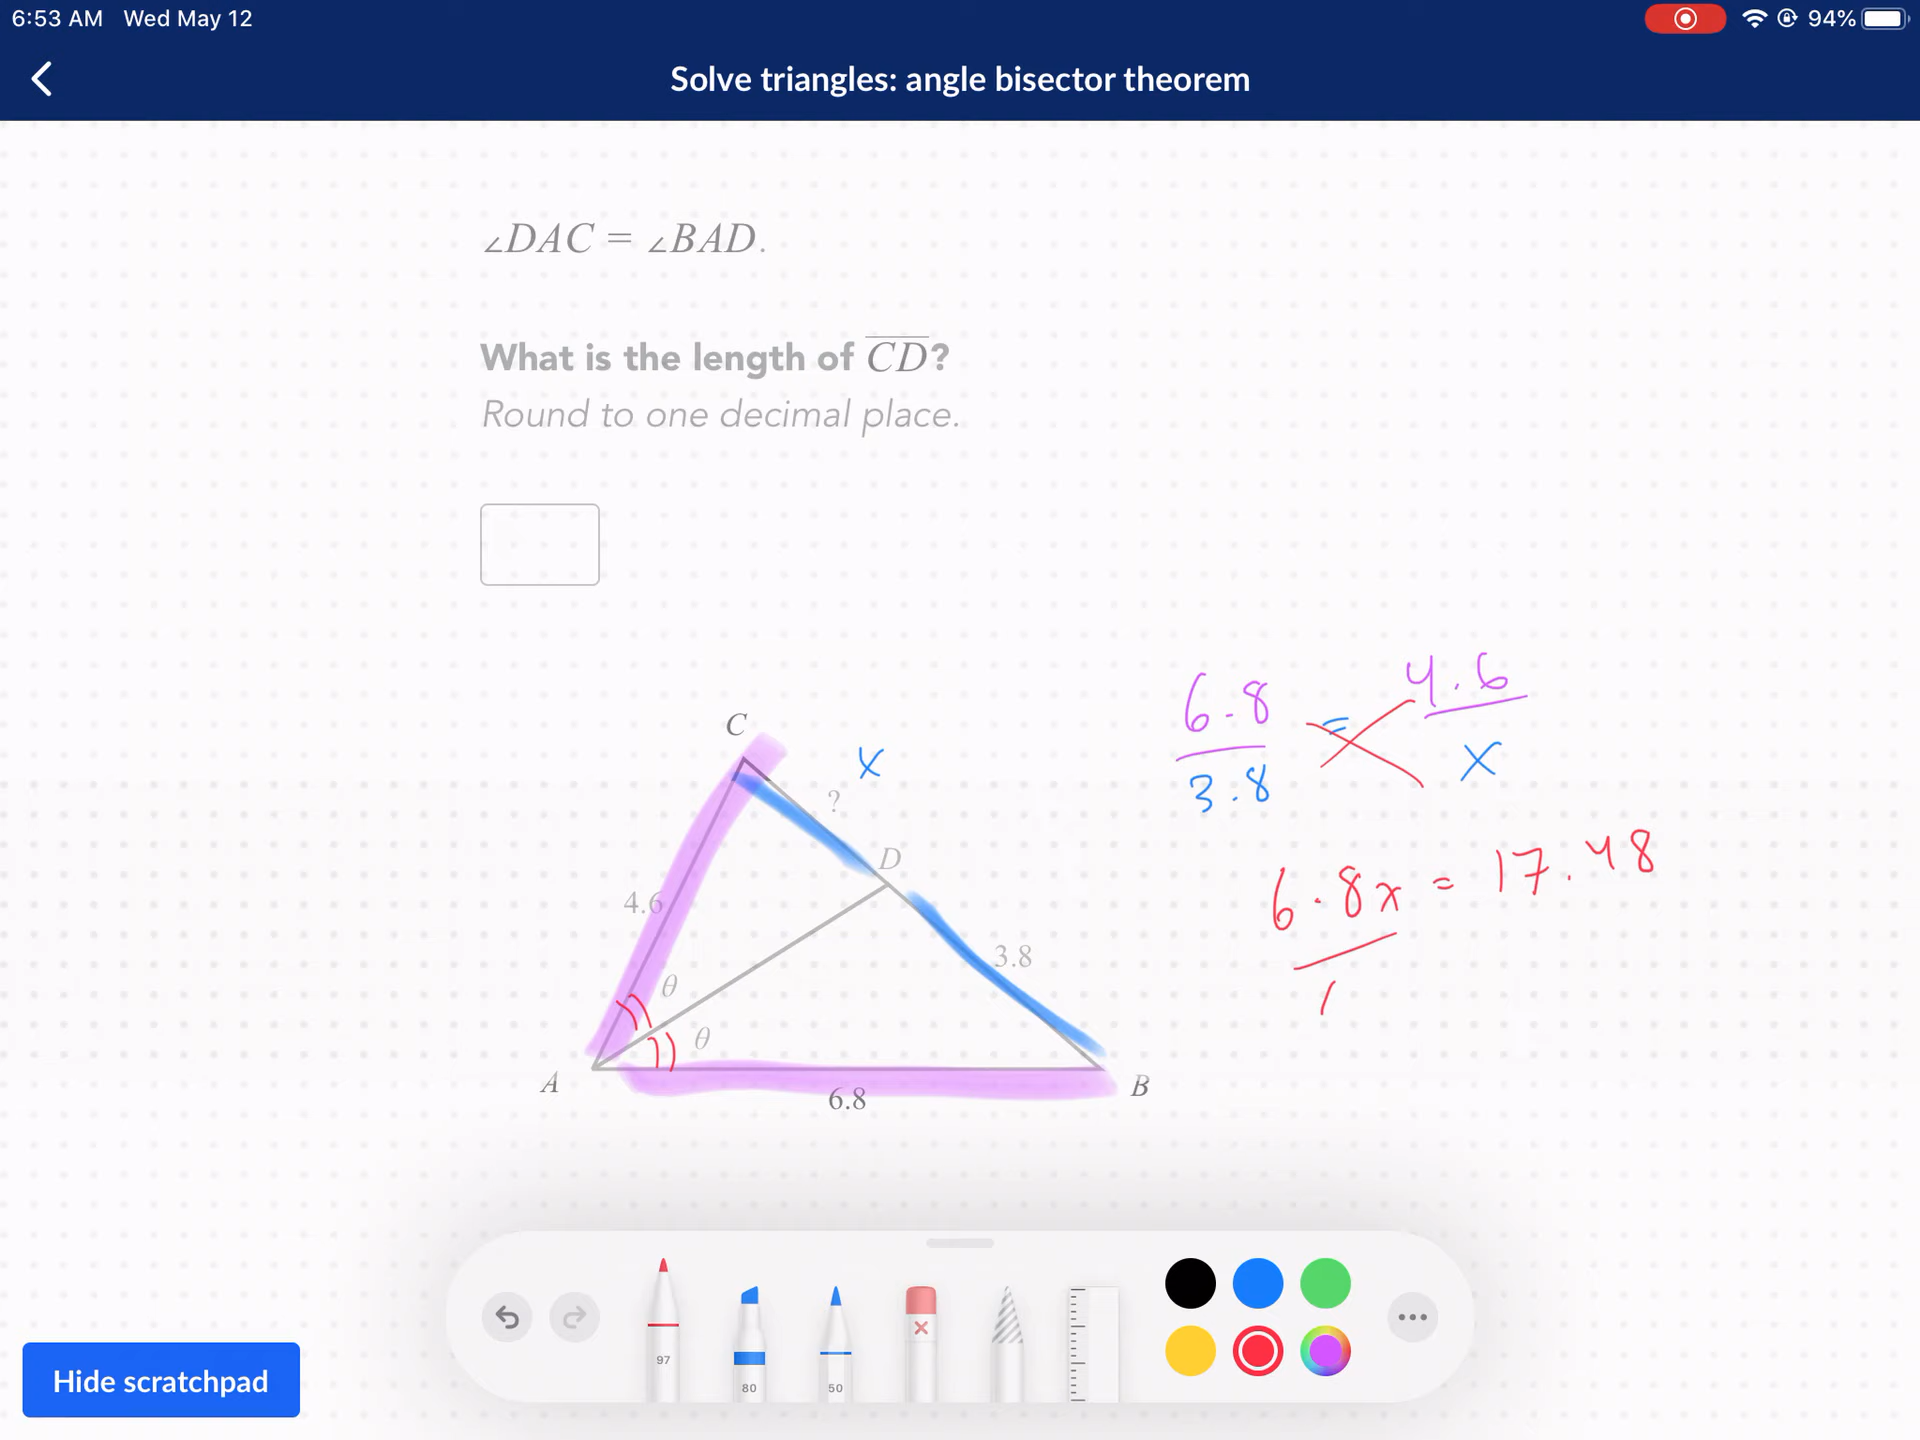 6:53 AM Wed May 12
94%
Solve triangles: angle bisector theorem
∠DAC = ∠BAD.
What is the length of CD?
Round to one decimal place.
C
x
?
D
4.6
3.8
θ
θ
A
B
6.8
6.8 = 4.6
3.8 x
6.8x = 17.48
97
80
50
Hide scratchpad